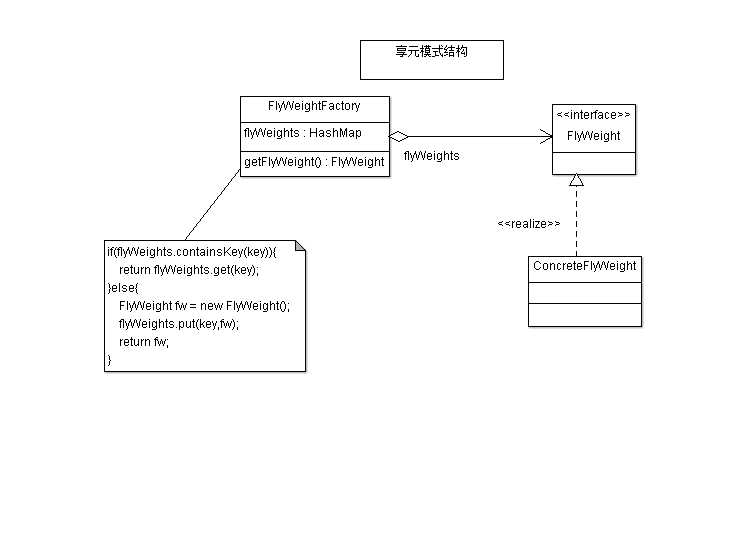 享元模式结构
FlyWeightFactory
flyWeights : HashMap
getFlyWeight() : FlyWeight
flyWeights
<<interface>>
FlyWeight
<<realize>>
ConcreteFlyWeight
if(flyWeights.containsKey(key)){
    return flyWeights.get(key);
}else{
    FlyWeight fw = new FlyWeight();
    flyWeights.put(key,fw);
    return fw;
}